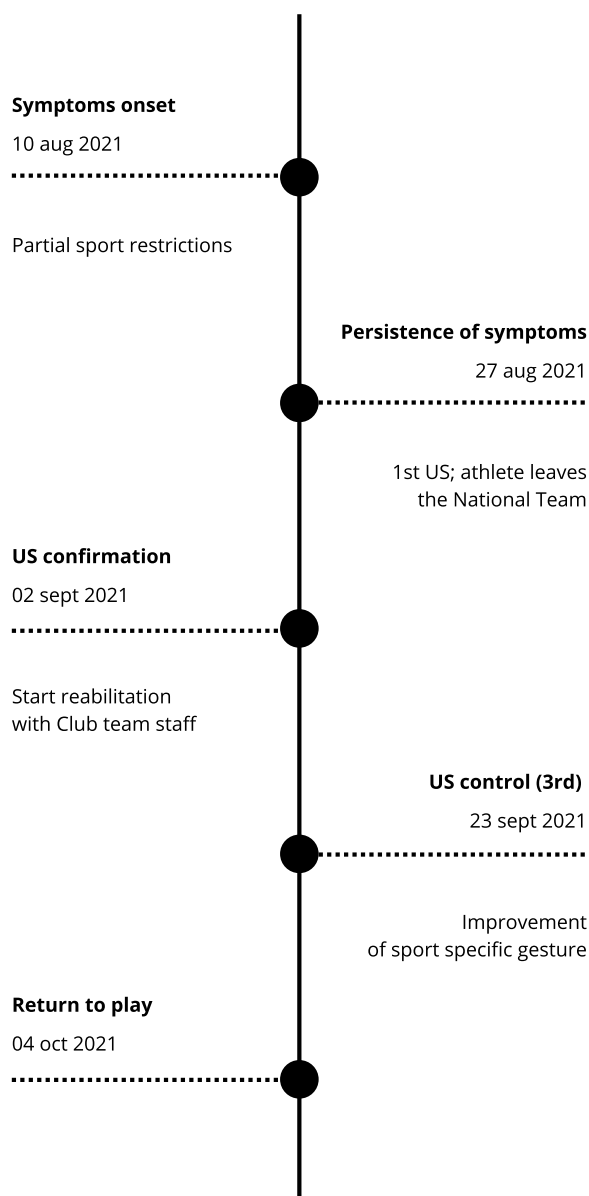 Symptoms onset
10 aug 2021
Partial sport restrictions
Persistence of symptoms
27 aug 2021
1st US; athlete leaves
the National Team
US confirmation
02 sept 2021
Start reabilitation
with Club team staff
US control (3rd)
23 sept 2021
Improvement
of sport specific gesture
Return to play
04 oct 2021